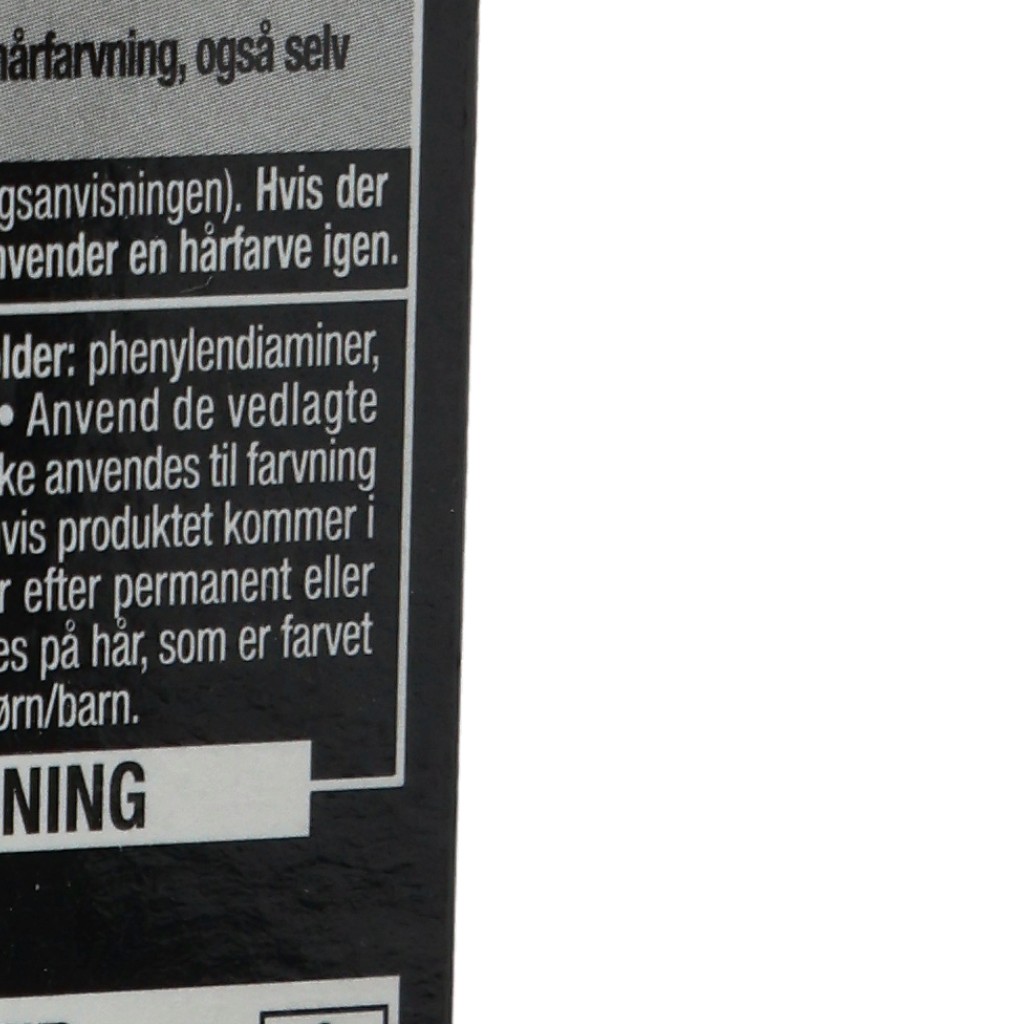 hårfarvning, også selv
gsanvisningen). Hvis der
nvender en hårfarve igen.
lder: phenylendiaminer,
• Anvend de vedlagte
ke anvendes til farvning
vis produktet kommer i
r efter permanent eller
es på hår, som er farvet
ørn/barn.
NING